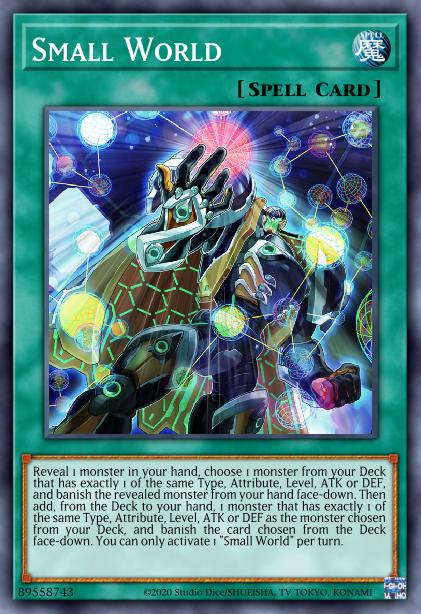 SMALL WORLD
SPELL
魔
[SPELL CARD]
Reveal 1 monster in your hand, choose 1 monster from your Deck
that has exactly 1 of the same Type, Attribute, Level, ATK or DEF,
and banish the revealed monster from your hand face-down. Then
add, from the Deck to your hand, 1 monster that has exactly 1 of
the same Type, Attribute, Level, ATK or DEF as the monster chosen
from your Deck, and banish the card chosen from the Deck
face-down. You can only activate 1 "Small World" per turn.
89558743
©2020 Studio Dice/SHUEISHA, TV TOKYO, KONAMI